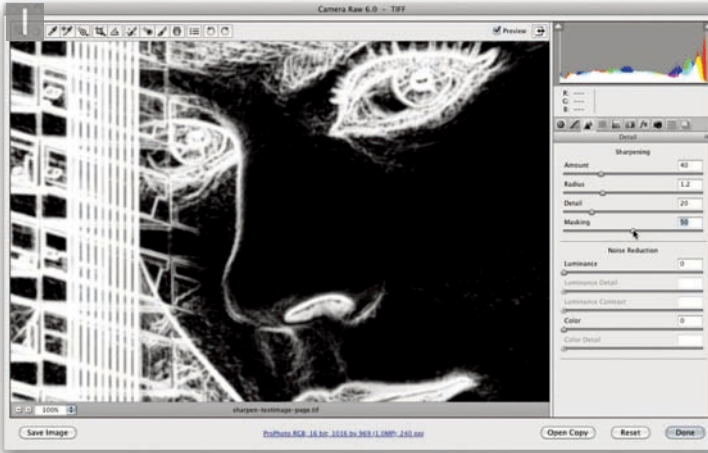 Camera Raw 6.0 - TIFF
Preview
R: ---
G: ---
B: ---
Detail
Sharpening
Amount 40
Radius 1.2
Detail 20
Masking 50
Noise Reduction
Luminance 0
Luminance Detail
Luminance Contrast
Color 0
Color Detail
100%
sharpen-testimage-page.tif
Save Image
ProPhoto RGB; 16 bit; 1016 by 969 (1.0MP); 240 ppi
Open Copy
Reset
Done